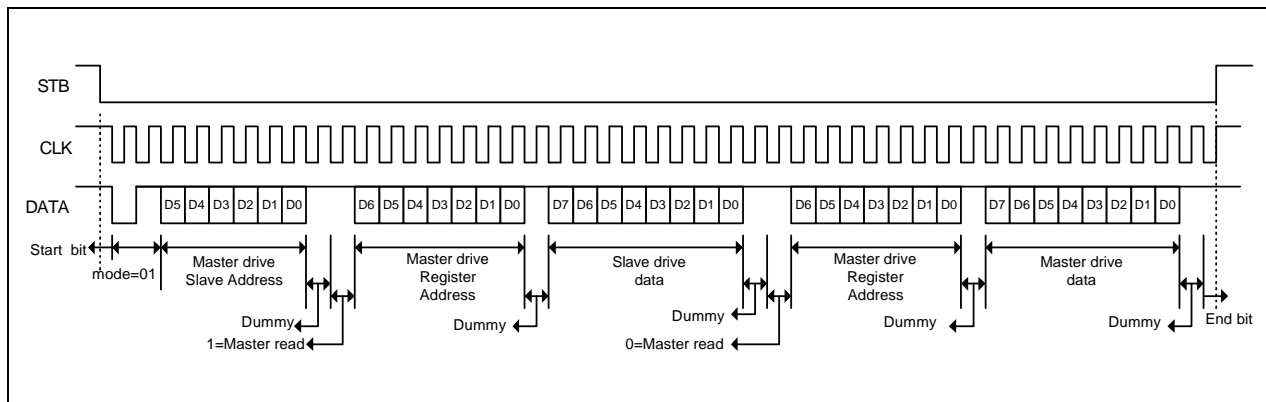 STB
CLK
DATA
D5 D4 D3 D2 D1 D0
D6 D5 D4 D3 D2 D1 D0
D7 D6 D5 D4 D3 D2 D1 D0
D6 D5 D4 D3 D2 D1 D0
D7 D6 D5 D4 D3 D2 D1 D0
Start bit
mode=01
Master drive
Slave Address
Dummy
1=Master read
Master drive
Register
Address
Dummy
Slave drive
data
Dummy
0=Master read
Master drive
Register
Address
Dummy
Master drive
data
Dummy
End bit